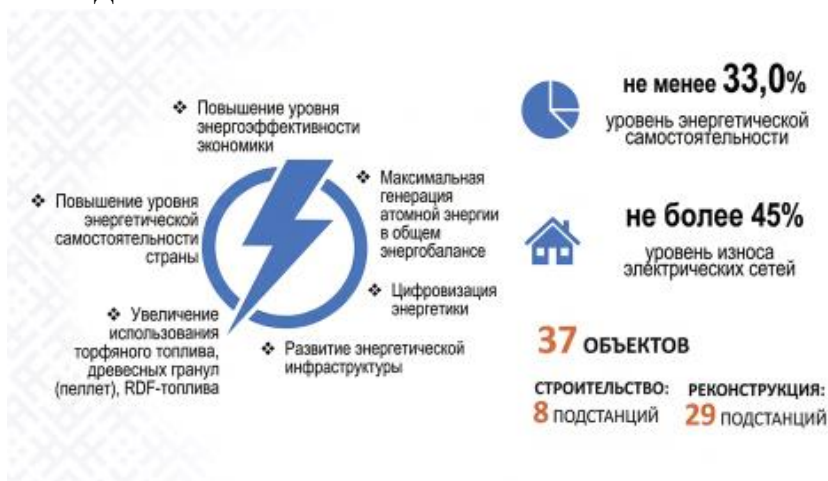 ❖ Повышение уровня
энергоэффективности
экономики
❖ Повышение уровня
энергетической
самостоятельности
страны
❖ Максимальная
генерация
атомной энергии
в общем
энергобалансе
❖ Цифровизация
энергетики
❖ Увеличение
использования
торфяного топлива,
древесных гранул
(пеллет), RDF-топлива
❖ Развитие энергетической
инфраструктуры
не менее 33,0%
уровень энергетической
самостоятельности
не более 45%
уровень износа
электрических сетей
37 ОБЪЕКТОВ
СТРОИТЕЛЬСТВО:
8 ПОДСТАНЦИЙ
РЕКОНСТРУКЦИЯ:
29 ПОДСТАНЦИЙ